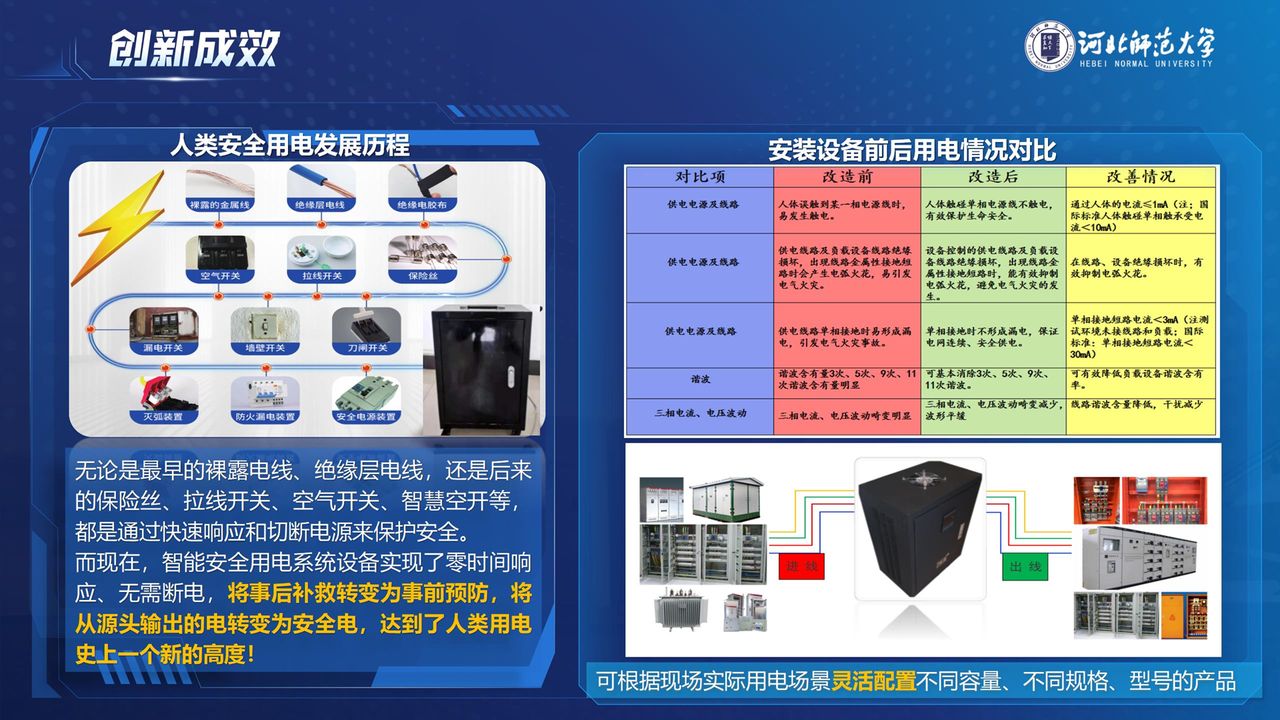 创新成效
河北师范大学
HEBEI NORMAL UNIVERSITY
人类安全用电发展历程
裸露的金属线
绝缘层电线
绝缘电胶布
空气开关
拉线开关
保险丝
漏电开关
墙壁开关
刀闸开关
灭弧装置
防火漏电装置
安全电源装置
无论是最早的裸露电线、绝缘层电线，还是后来
的保险丝、拉线开关、空气开关、智慧空开等，
都是通过快速响应和切断电源来保护安全。
而现在，智能安全用电系统设备实现了零时间响
应、无需断电，将事后补救转变为事前预防，将
从源头输出的电转变为安全电，达到了人类用电
史上一个新的高度！
安装设备前后用电情况对比
对比项
改造前
改造后
改善情况
供电电源及线路
人体误触到某一相电源线时，
易发生触电。
人体触碰单相电源线不触电，
有效保护生命安全。
通过人体的电流≤1mA（注；国
际标准人体触碰单相触承受电
流＜10mA）
供电电源及线路
供电线路及负载设备线路绝缘
损坏，出现线路金属性接地短
路时会产生电弧火花，易引发
电气火灾。
设备控制的供电线路及负载设
备线路绝缘损坏，出现线路金
属性接地短路时，能有效抑制
电弧火花，避免电气火灾的发
生。
在线路、设备绝缘损坏时，有
效抑制电弧火花。
供电电源及线路
供电线路单相接地时易形成漏
电，引发电气火灾事故。
单相接地时不形成漏电，保证
电网连续、安全供电。
单相接地短路电流＜3mA（注测
试环境未接线路和负载；国际
标准：单相接地短路电流＜
30mA）
谐波
谐波含有量3次、5次、9次、11
次谐波含有量明显
可基本消除3次、5次、9次、
11次谐波。
可有效降低负载设备谐波含有
率。
三相电流、电压波动
三相电流、电压波动畸变明显
三相电流、电压波动畸变减少，
波形平缓
线路谐波含量降低，干扰减少
进线
出线
可根据现场实际用电场景灵活配置不同容量、不同规格、型号的产品